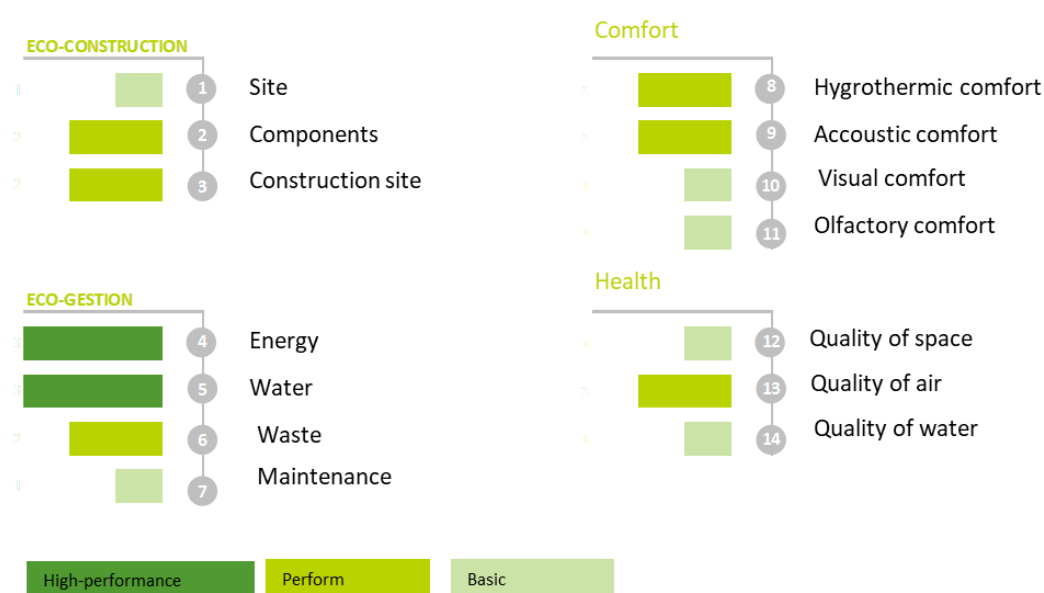 ECO-CONSTRUCTION
1 Site
2 Components
3 Construction site
ECO-GESTION
4 Energy
5 Water
6 Waste
7 Maintenance
Comfort
8 Hygrothermic comfort
9 Accoustic comfort
10 Visual comfort
11 Olfactory comfort
Health
12 Quality of space
13 Quality of air
14 Quality of water
High-performance
Perform
Basic